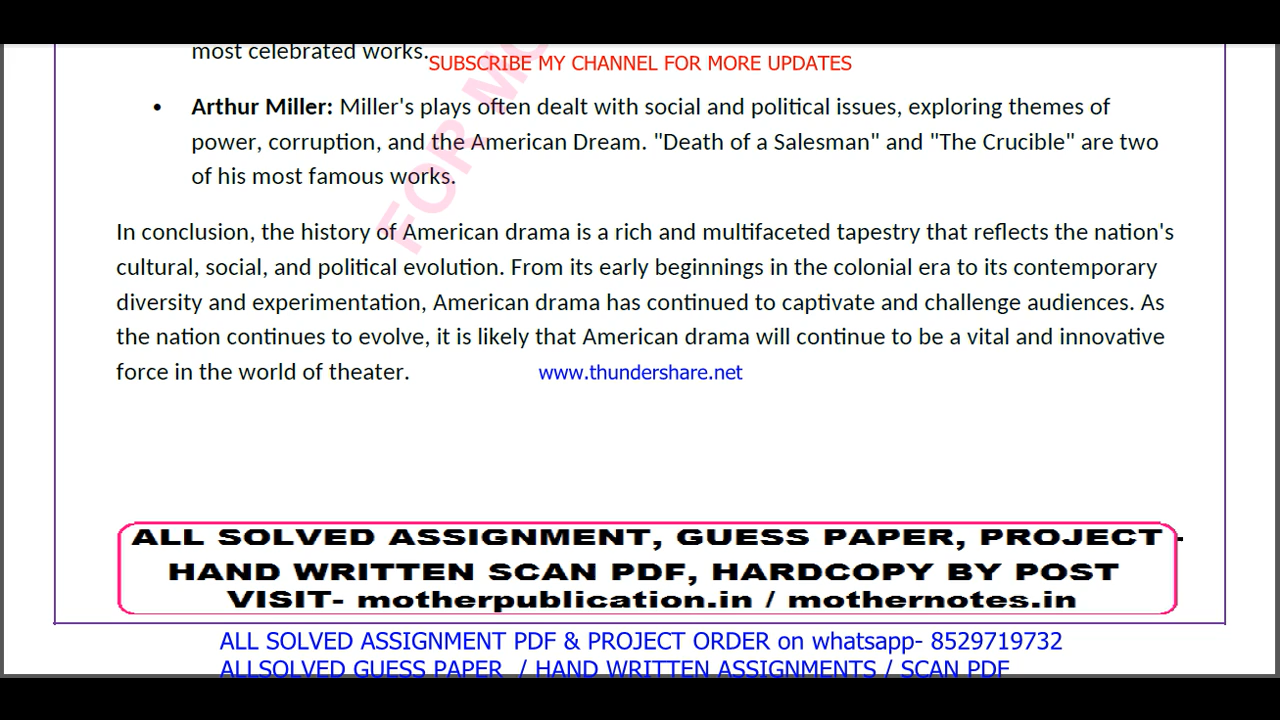 most celebrated works.
SUBSCRIBE MY CHANNEL FOR MORE UPDATES
• Arthur Miller: Miller's plays often dealt with social and political issues, exploring themes of
power, corruption, and the American Dream. "Death of a Salesman" and "The Crucible" are two
of his most famous works.
FOR
In conclusion, the history of American drama is a rich and multifaceted tapestry that reflects the nation's
cultural, social, and political evolution. From its early beginnings in the colonial era to its contemporary
diversity and experimentation, American drama has continued to captivate and challenge audiences. As
the nation continues to evolve, it is likely that American drama will continue to be a vital and innovative
force in the world of theater.
www.thundershare.net
ALL SOLVED ASSIGNMENT, GUESS PAPER, PROJECT -
HAND WRITTEN SCAN PDF, HARDCOPY BY POST
VISIT- motherpublication.in / mothernotes.in
ALL SOLVED ASSIGNMENT PDF & PROJECT ORDER on whatsapp- 8529719732
ALLSOLVED GUESS PAPER / HAND WRITTEN ASSIGNMENTS / SCAN PDF